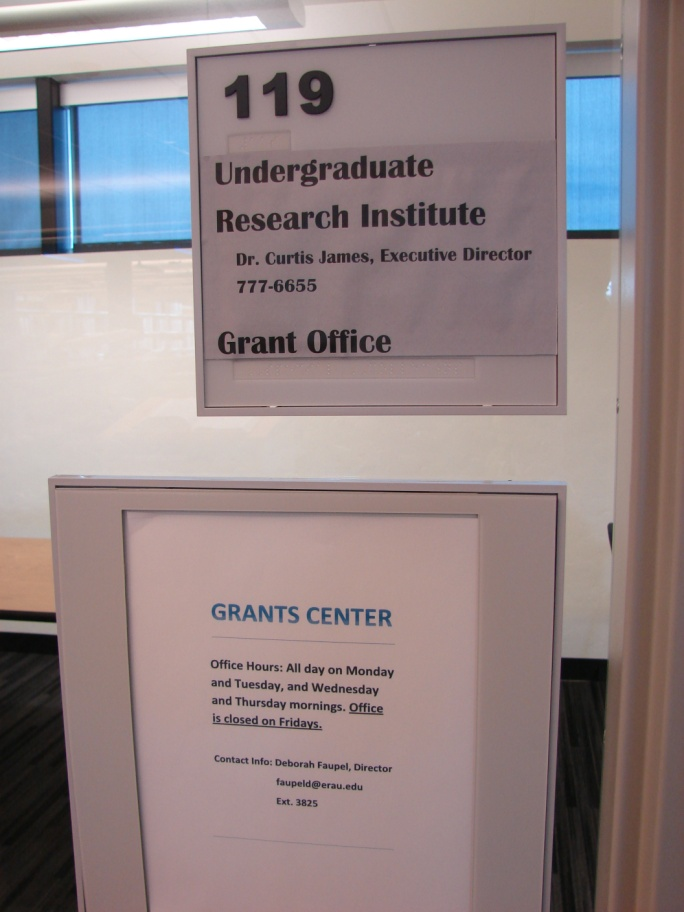 119
Undergraduate
Research Institute
Dr. Curtis James, Executive Director
777-6655
Grant Office
GRANTS CENTER
Office Hours: All day on Monday
and Tuesday, and Wednesday
and Thursday mornings. Office
is closed on Fridays.
Contact Info: Deborah Faupel, Director
faupeld@erau.edu
Ext. 3825